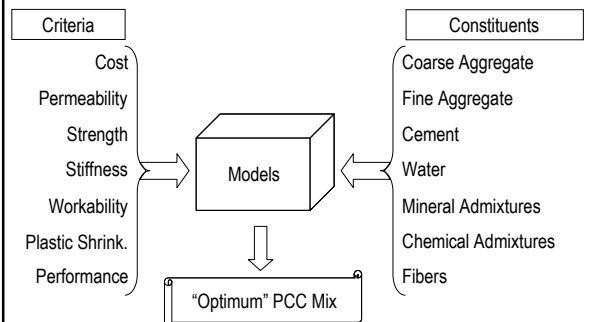 Criteria
Cost
Permeability
Strength
Stiffness
Workability
Plastic Shrink.
Performance
Models
"Optimum" PCC Mix
Constituents
Coarse Aggregate
Fine Aggregate
Cement
Water
Mineral Admixtures
Chemical Admixtures
Fibers